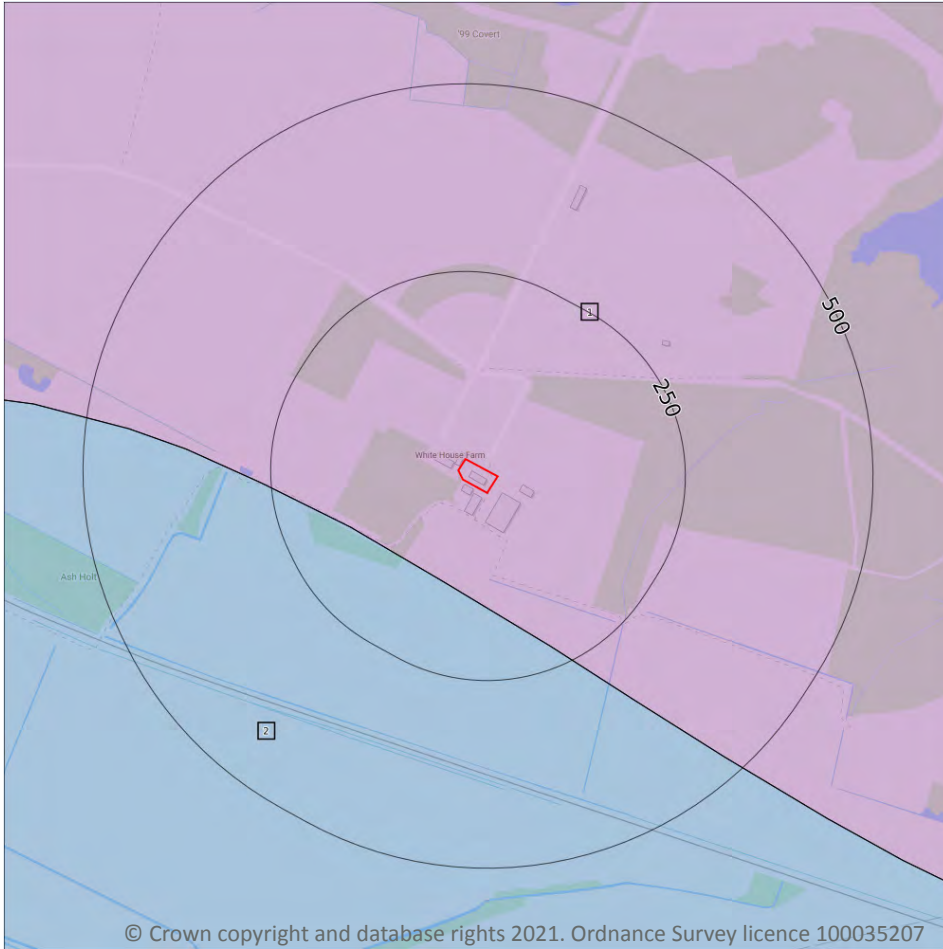 '99 Covert
1
500
250
White House Farm
Ash Holt
2
© Crown copyright and database rights 2021. Ordnance Survey licence 100035207